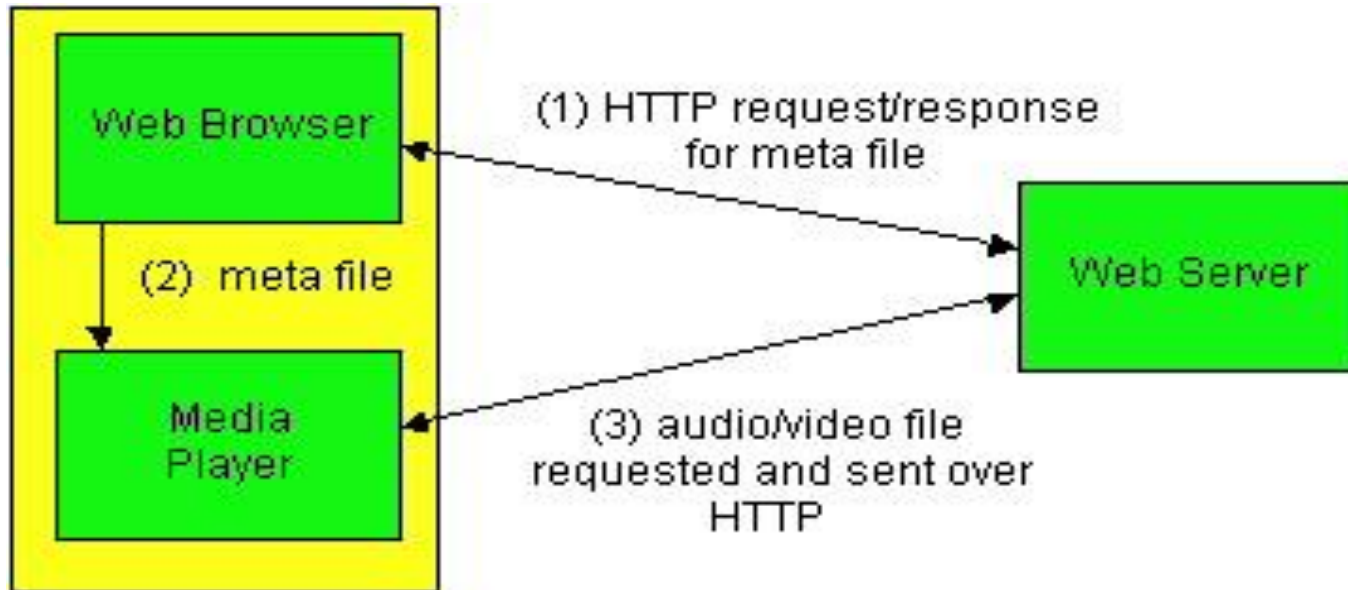 Web Browser
(1) HTTP request/response
for meta file
Web Server
(2) meta file
Media
Player
(3) audio/video file
requested and sent over
HTTP